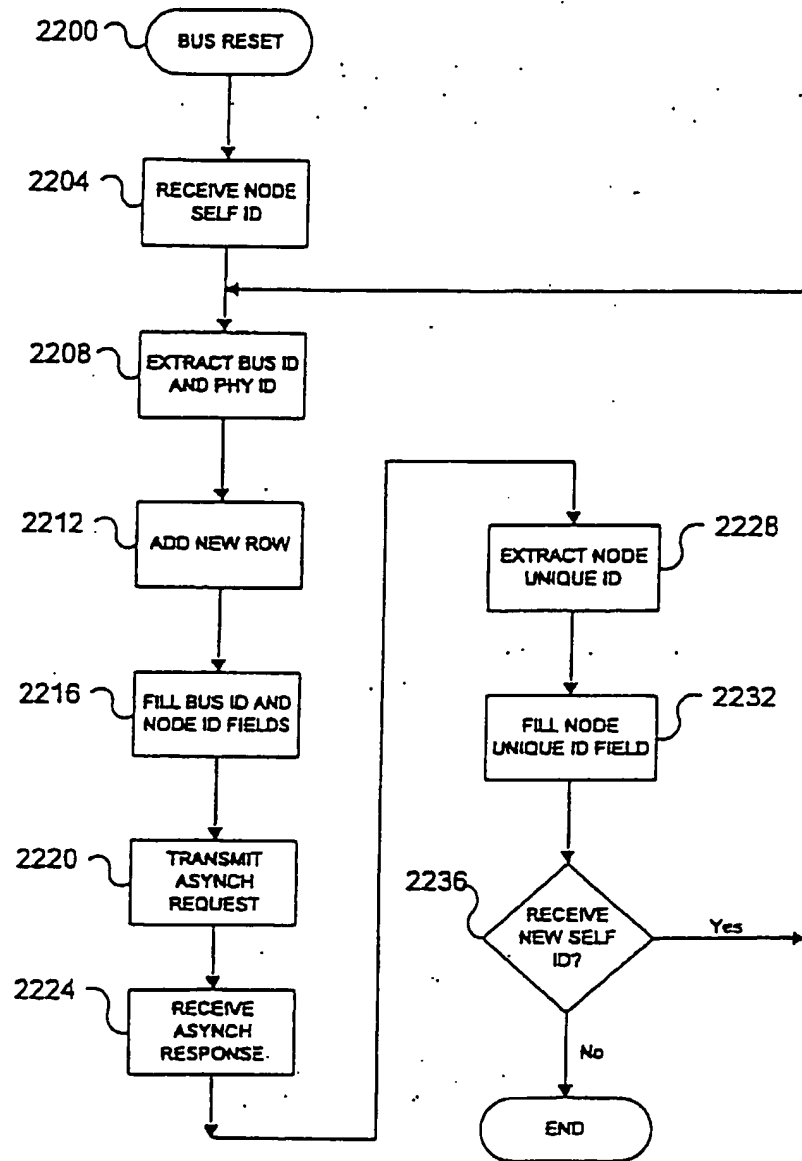 2200
BUS RESET
2204
RECEIVE NODE
SELF ID
2208
EXTRACT BUS ID
AND PHY ID
2212
ADD NEW ROW
2216
FILL BUS ID AND
NODE ID FIELDS
2220
TRANSMIT
ASYNCH
REQUEST
2224
RECEIVE
ASYNCH
RESPONSE
2228
EXTRACT NODE
UNIQUE ID
2232
FILL NODE
UNIQUE ID FIELD
2236
RECEIVE
NEW SELF
ID?
Yes
No
END